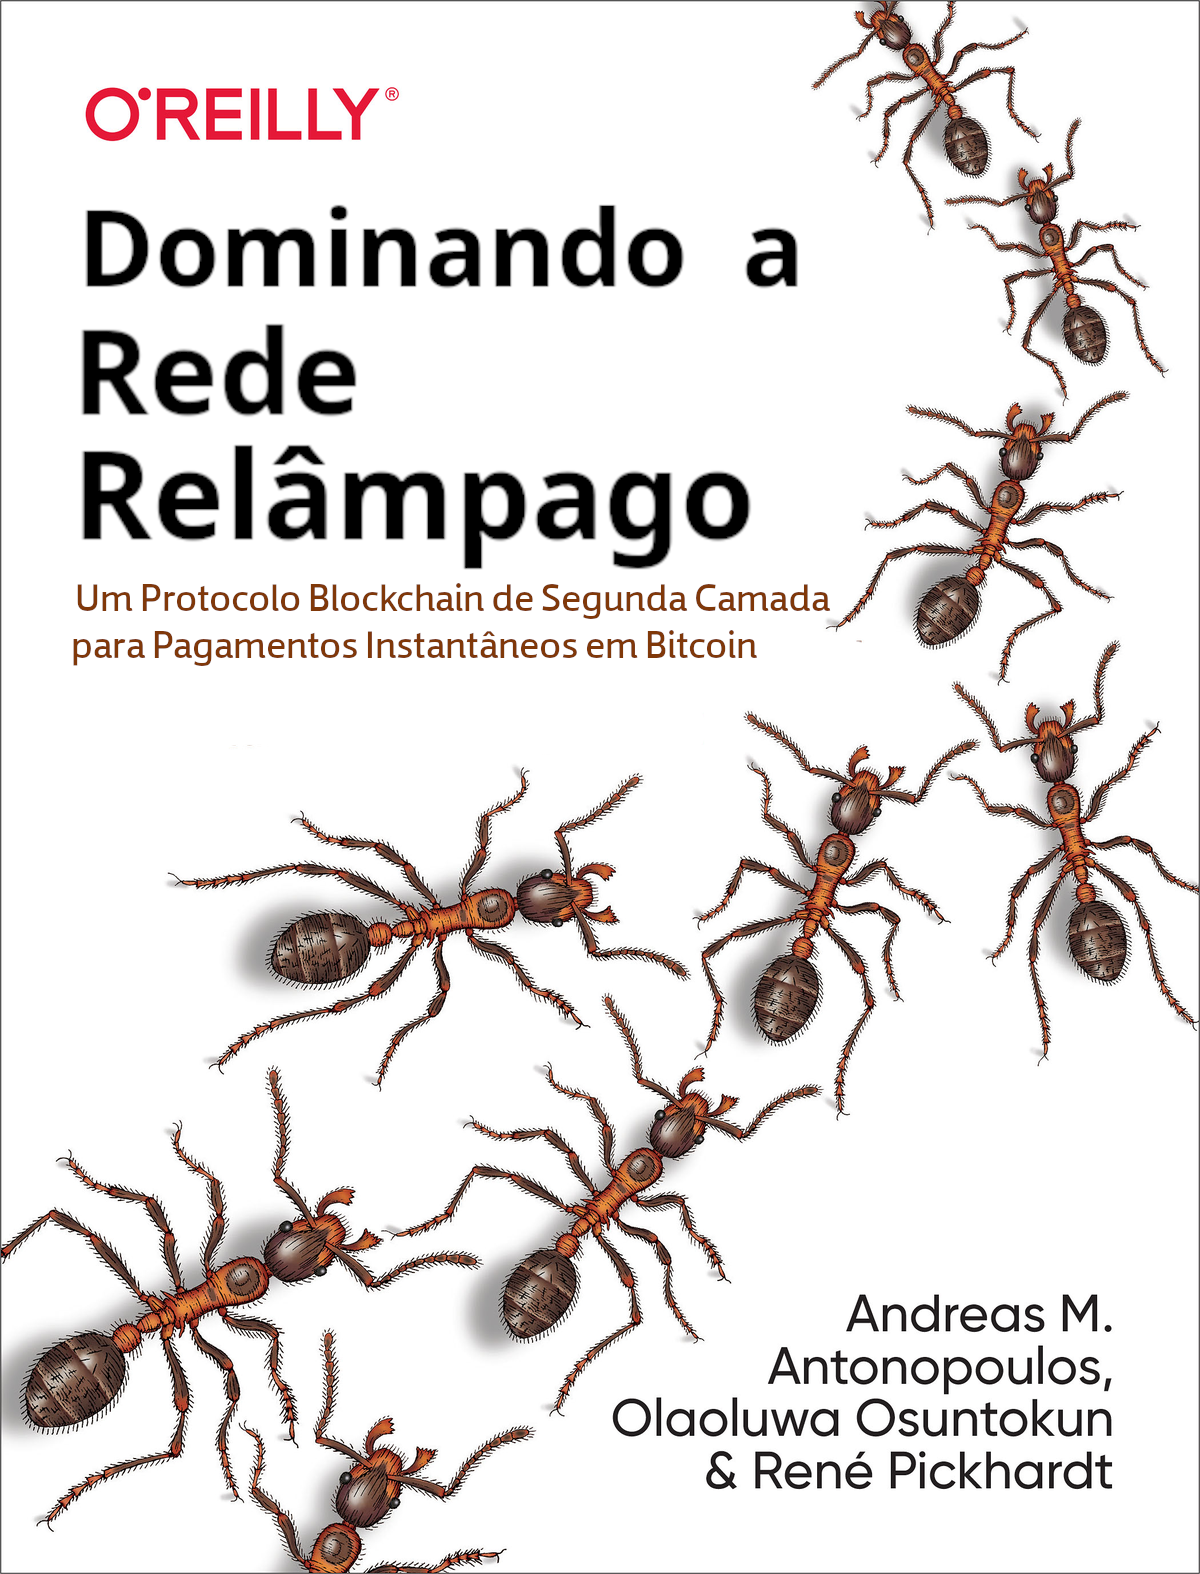 O'REILLY®
Dominando a
Rede
Relâmpago
Um Protocolo Blockchain de Segunda Camada
para Pagamentos Instantâneos em Bitcoin
Andreas M.
Antonopoulos,
Olaoluwa Osuntokun
& René Pickhardt